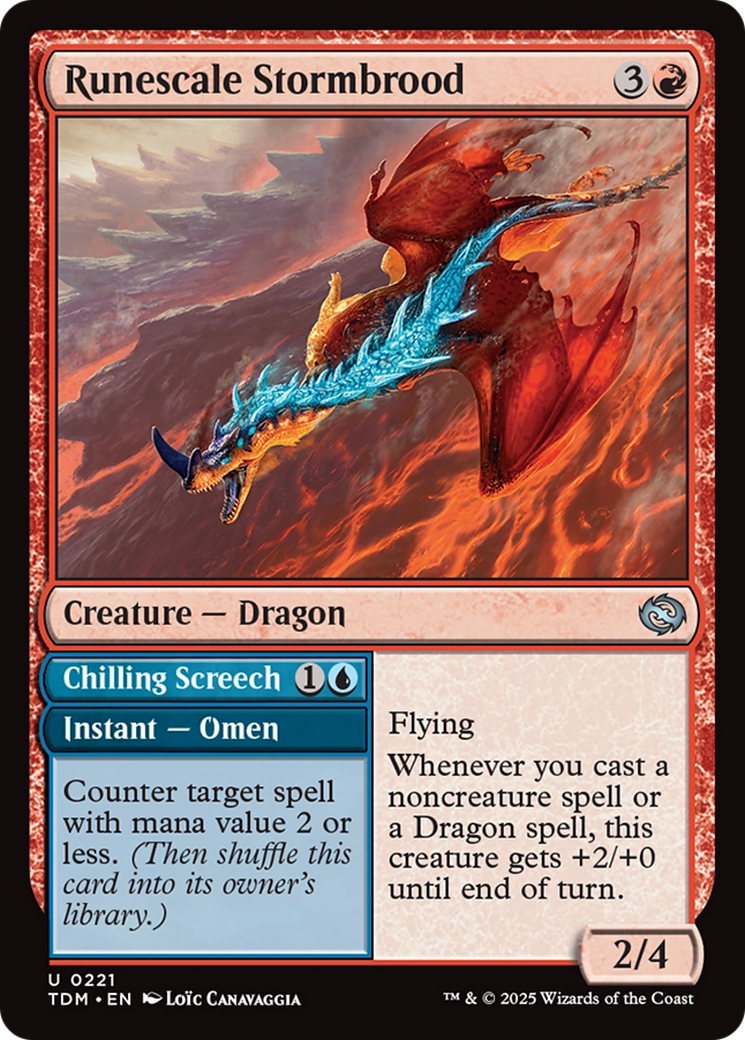 Runescale Stormbrood 3
Creature — Dragon
Chilling Screech 1
Instant — Omen
Counter target spell
with mana value 2 or
less. (Then shuffle this
card into its owner's
library.)
Flying
Whenever you cast a
noncreature spell or
a Dragon spell, this
creature gets +2/+0
until end of turn.
2/4
U 0221
TDM • EN Loïc Canavaggia
™ & © 2025 Wizards of the Coast